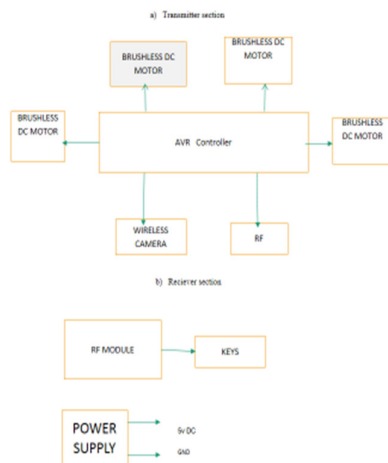 a) Transmitter section
BRUSHLESS DC
MOTOR
BRUSHLESS DC
MOTOR
BRUSHLESS
DC MOTOR
AVR Controller
BRUSHLESS
DC MOTOR
WIRELESS
CAMERA
RF
b) Reciever section
RF MODULE
KEYS
POWER
SUPPLY
5v DC
GND